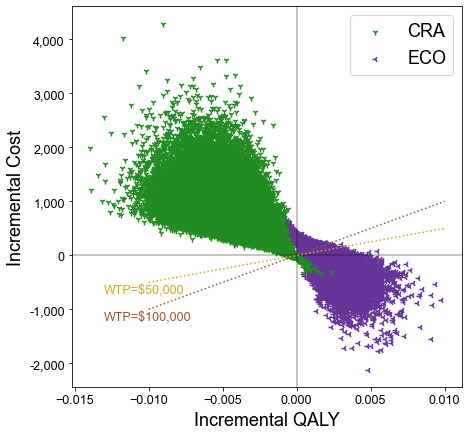 CRA
ECO
4,000
3,000
2,000
1,000
0
−1,000
−2,000
Incremental Cost
WTP=$50,000
WTP=$100,000
−0.015 −0.010 −0.005 0.000 0.005 0.010
Incremental QALY